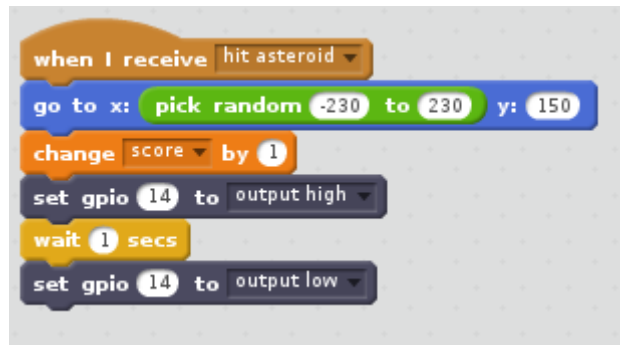 when I receive hit asteroid
go to x: pick random -230 to 230 y: 150
change score by 1
set gpio 14 to output high
wait 1 secs
set gpio 14 to output low